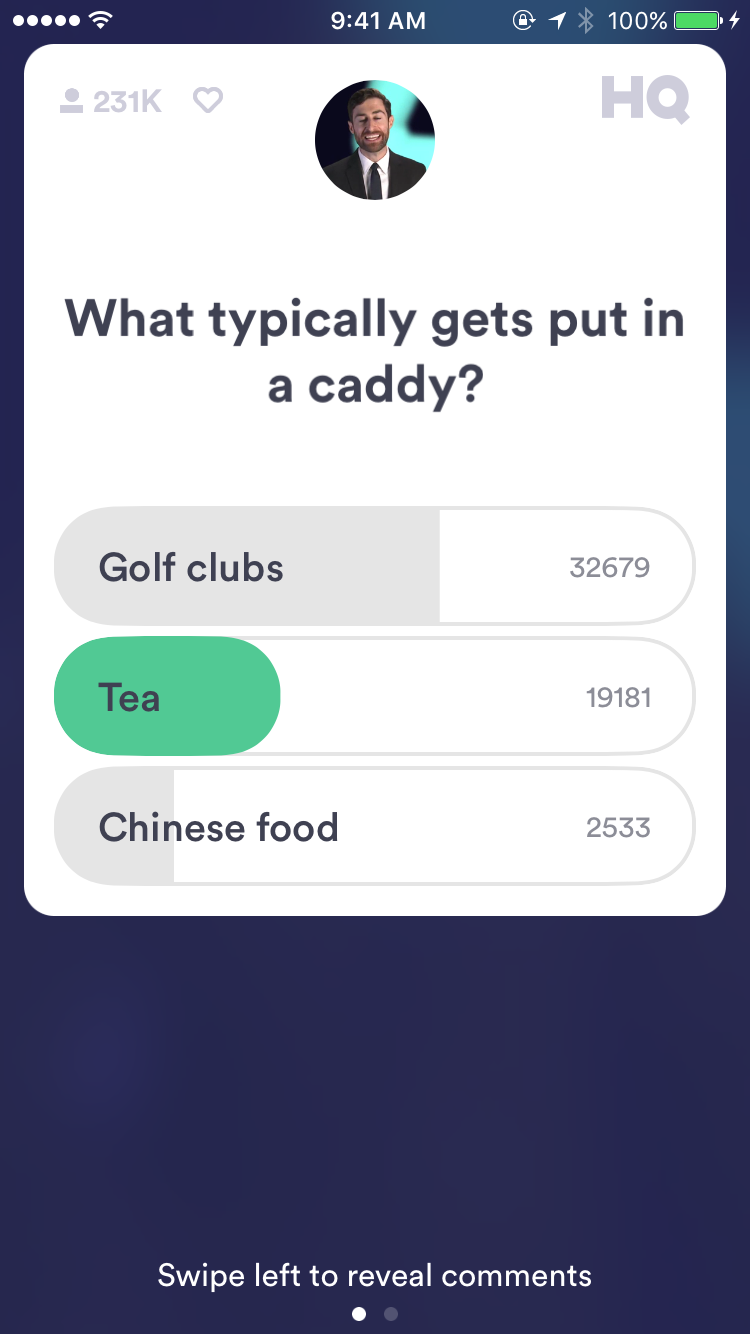 9:41 AM 100%
231K HQ
What typically gets put in
a caddy?
Golf clubs 32679
Tea 19181
Chinese food 2533
Swipe left to reveal comments